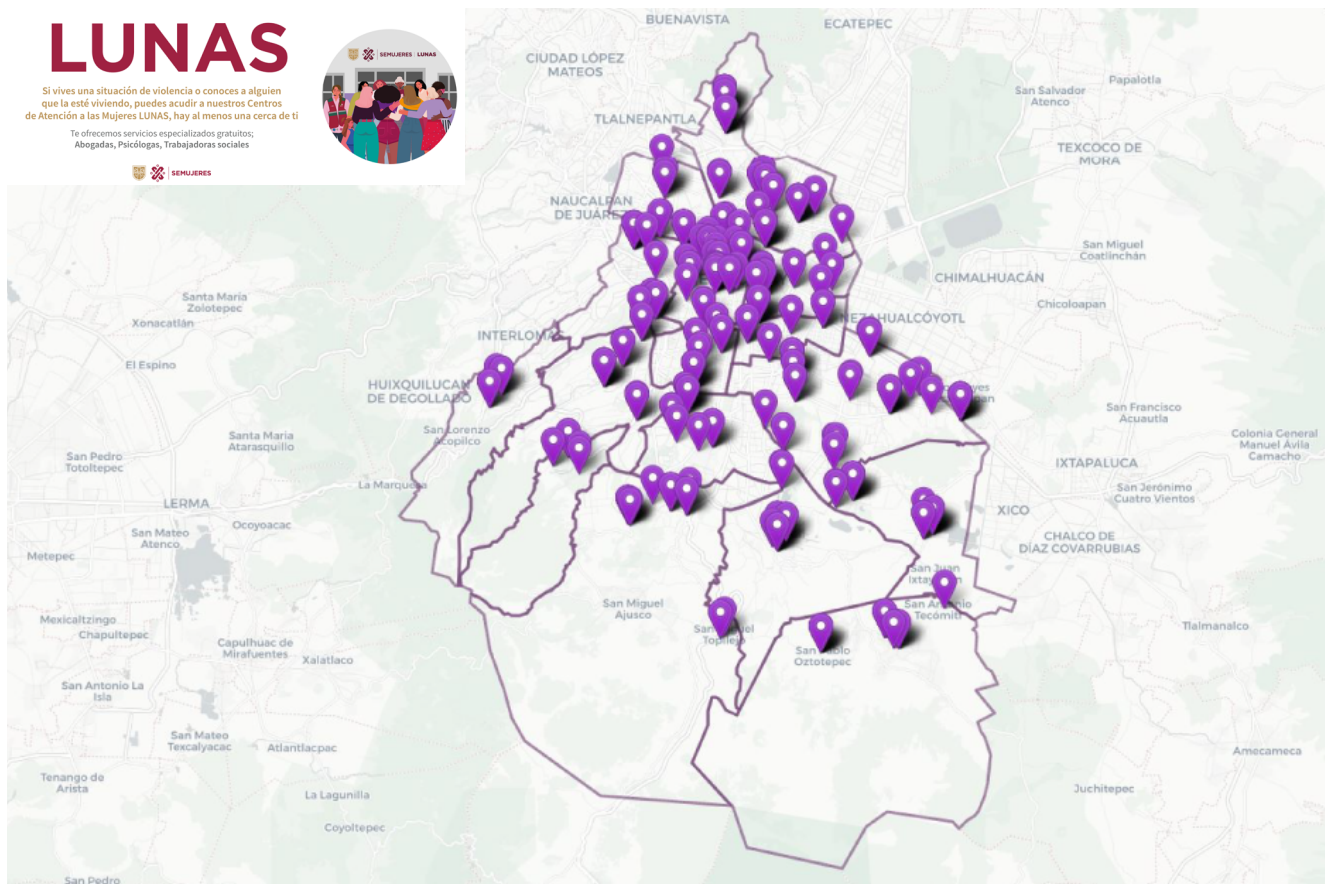 LUNAS
Si vives una situación de violencia o conoces a alguien
que la esté viviendo, puedes acudir a nuestros Centros
de Atención a las Mujeres LUNAS, hay al menos una cerca de ti
Te ofrecemos servicios especializados gratuitos;
Abogadas, Psicólogas, Trabajadoras sociales
SEMUJERES
SEMUJERES LUNAS
BUENAVISTA
ECATEPEC
CIUDAD LÓPEZ
MATEOS
Papalotla
San Salvador
Atenco
TLALNEPANTLA
TEXCOCO DE
MORA
NAUCALPAN
DE JUÁREZ
San Miguel
Coatlinchán
CHIMALHUACÁN
Santa María
Zolotepec
Chicoloapan
Xonacatlán
NEZAHUALCÓYOTL
INTERLOMAS
El Espino
HUIXQUILUCAN
DE DEGOLLADO
San Francisco
Acuautla
San Lorenzo
Acopilco
Santa María
Atarasquillo
Colonia General
Manuel Ávila
Camacho
San Pedro
Totoltepec
IXTAPALUCA
La Marquesa
San Jerónimo
Cuatro Vientos
LERMA
XICO
Ocoyoacac
San Mateo
Atenco
CHALCO DE
DÍAZ COVARRUBIAS
Metepec
San Juan
San Miguel
Ajusco
San Antonio
Tecómitl
Mexicaltzingo
Chapultepec
Tlalmanalco
Capulhuac de
Mirafuentes
San Miguel
Topilejo
Xalatlaco
San Pablo
Oztotepec
San Antonio La
Isla
San Mateo
Texcalyacac
Atlantlacpac
Amecameca
Tenango de
Arista
Juchitepec
La Lagunilla
Coyoltepec
San Pedro